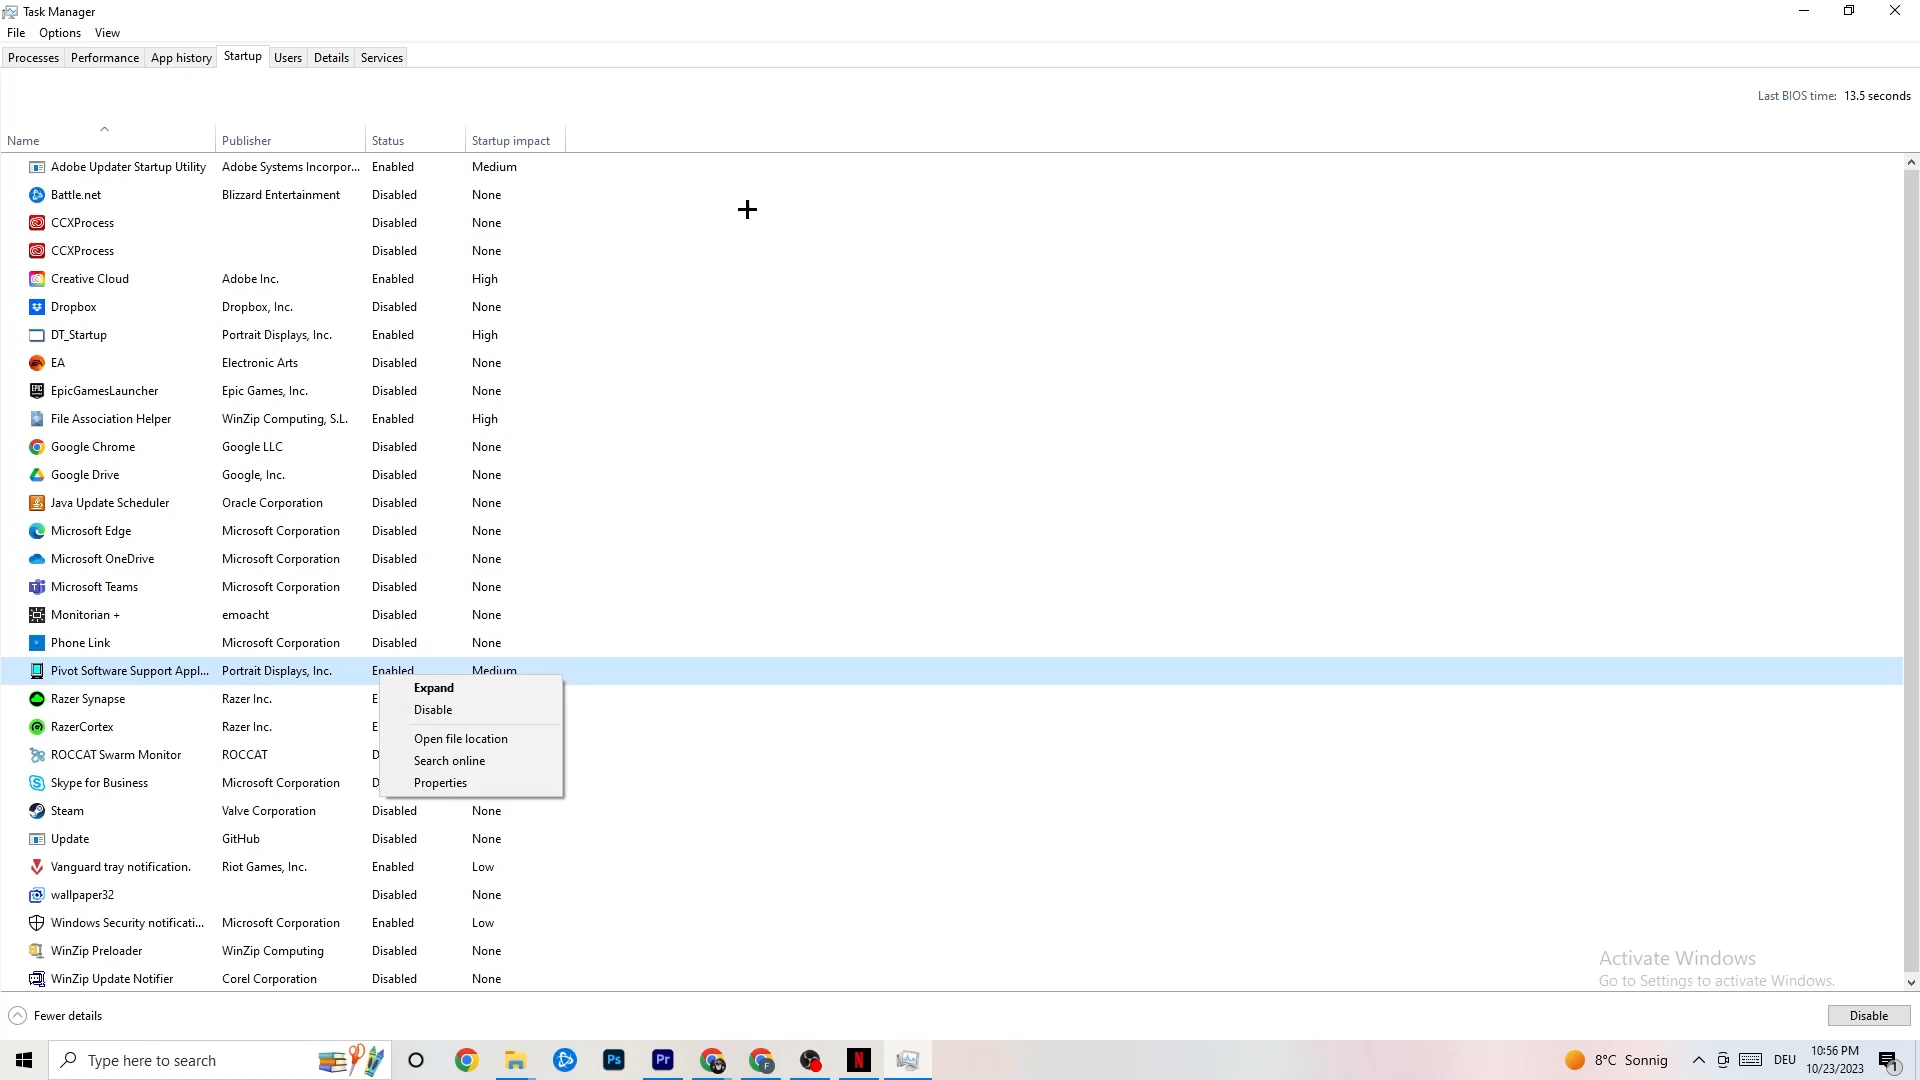 Task Manager
File Options View
Processes Performance App history Startup Users Details Services
Last BIOS time: 13.5 seconds
Name Publisher Status Startup impact
Adobe Updater Startup Utility Adobe Systems Incorpor... Enabled Medium
Battle.net Blizzard Entertainment Disabled None
CCXProcess Disabled None
CCXProcess Disabled None
Creative Cloud Adobe Inc. Enabled High
Dropbox Dropbox, Inc. Disabled None
DT_Startup Portrait Displays, Inc. Enabled High
EA Electronic Arts Disabled None
EpicGamesLauncher Epic Games, Inc. Disabled None
File Association Helper WinZip Computing, S.L. Enabled High
Google Chrome Google LLC Disabled None
Google Drive Google, Inc. Disabled None
Java Update Scheduler Oracle Corporation Disabled None
Microsoft Edge Microsoft Corporation Disabled None
Microsoft OneDrive Microsoft Corporation Disabled None
Microsoft Teams Microsoft Corporation Disabled None
Monitorian + emoacht Disabled None
Phone Link Microsoft Corporation Disabled None
Pivot Software Support Appl... Portrait Displays, Inc. Enabled Medium
Razer Synapse Razer Inc. E
RazerCortex Razer Inc. E
ROCCAT Swarm Monitor ROCCAT D
Skype for Business Microsoft Corporation D
Expand
Disable
Open file location
Search online
Properties
Steam Valve Corporation Disabled None
Update GitHub Disabled None
Vanguard tray notification. Riot Games, Inc. Enabled Low
wallpaper32 Disabled None
Windows Security notificati... Microsoft Corporation Enabled Low
WinZip Preloader WinZip Computing Disabled None
WinZip Update Notifier Corel Corporation Disabled None
Activate Windows
Go to Settings to activate Windows.
Fewer details Disable
Type here to search Ps Pr F N 8°C Sonnig DEU
10:56 PM
10/23/2023
1